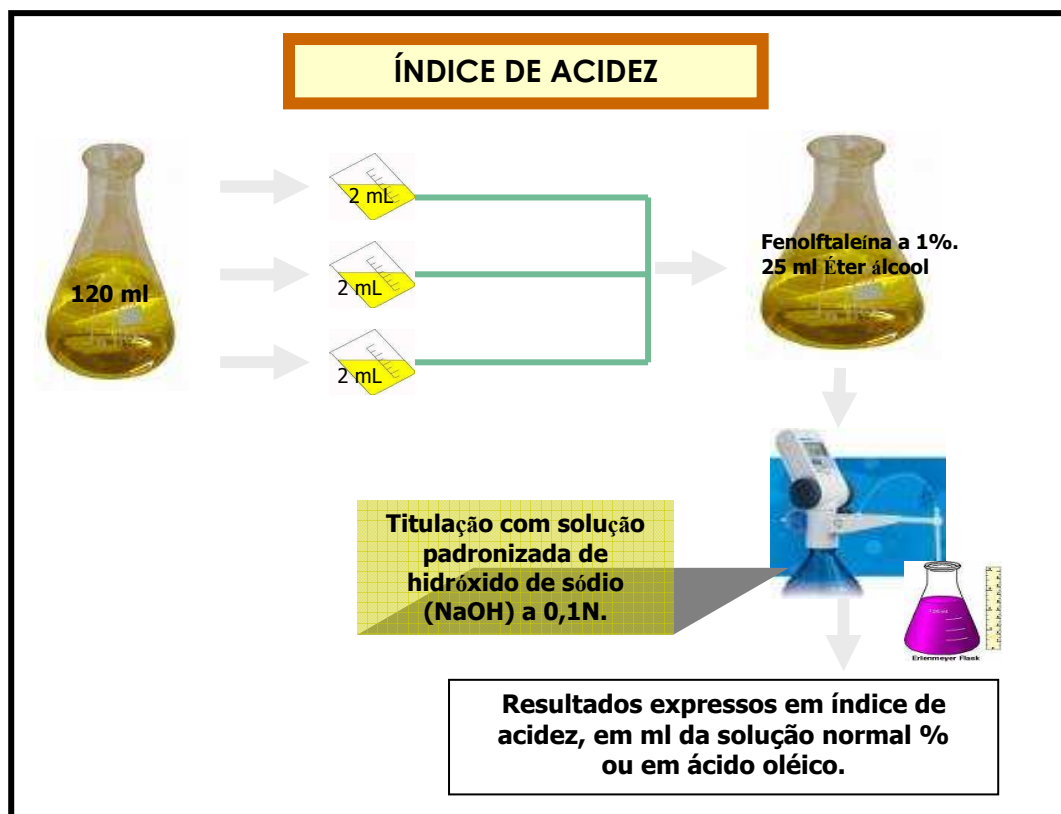 ÍNDICE DE ACIDEZ
120 ml
2 mL
2 mL
2 mL
Fenolftaleína a 1%.
25 ml Éter álcool
Titulação com solução
padronizada de
hidróxido de sódio
(NaOH) a 0,1N.
Erlenmeyer Flask
Resultados expressos em índice de
acidez, em ml da solução normal %
ou em ácido oléico.